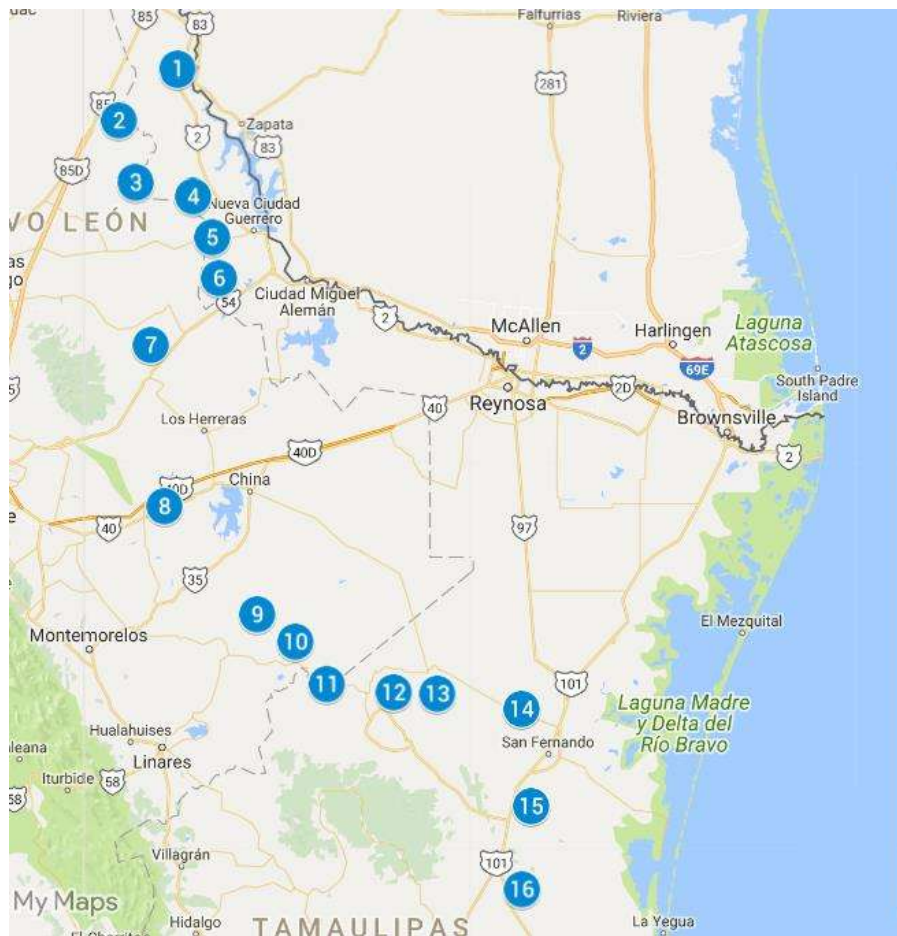 85
83
Falfurrias
Riviera
281
1
85
2
2
Zapata
83
85D
3
4
VO LEÓN
Nueva Ciudad
Guerrero
5
6
54
Ciudad Miguel
Alemán
2
7
McAllen
2
Harlingen
Laguna
Atascosa
69E
South Padre
Island
2D
Reynosa
40
Los Herreras
Brownsville
2
40D
China
40D
8
40
97
35
9
10
El Mezquital
Montemorelos
11
12
13
101
14
Laguna Madre
y Delta del
Río Bravo
San Fernando
Hualahuises
Linares
Iturbide
58
58
15
Villagrán
101
16
My Maps
Hidalgo
TAMAULIPAS
La Yegua